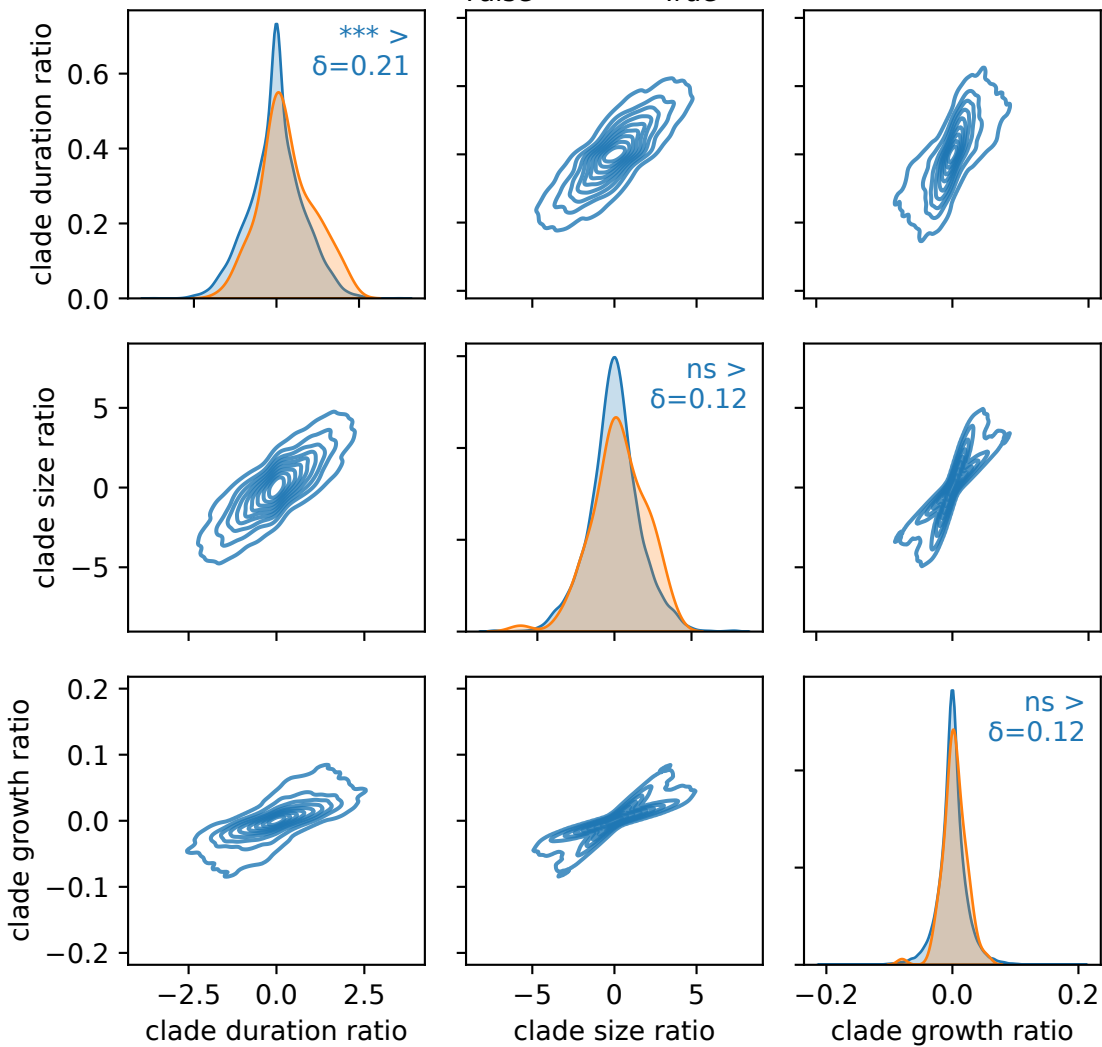 *** >
δ=0.21
clade duration ratio
0.6
0.4
0.2
0.0
ns >
δ=0.12
clade size ratio
5
0
−5
ns >
δ=0.12
clade growth ratio
0.2
0.1
0.0
−0.1
−0.2
−2.5 0.0 2.5
−5 0 5
−0.2 0.0 0.2
clade duration ratio
clade size ratio
clade growth ratio